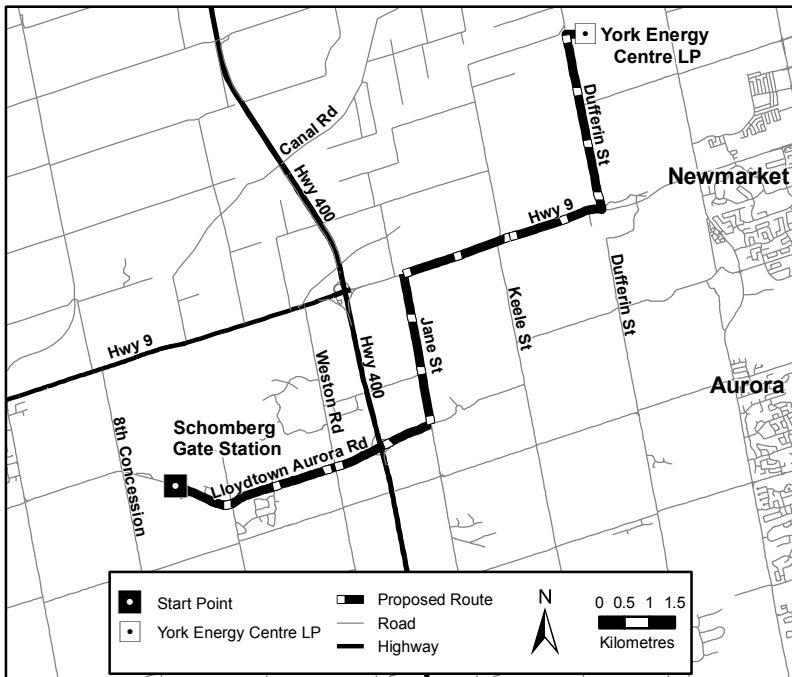 York Energy
Centre LP
Canal Rd
Hwy 400
Dufferin St
Newmarket
Hwy 9
Dufferin St
Keele St
Jane St
Hwy 400
Weston Rd
Hwy 9
Aurora
8th Concession
Schomberg
Gate Station
Lloydtown Aurora Rd
Start Point
York Energy Centre LP
Proposed Route
Road
Highway
N
0 0.5 1 1.5
Kilometres